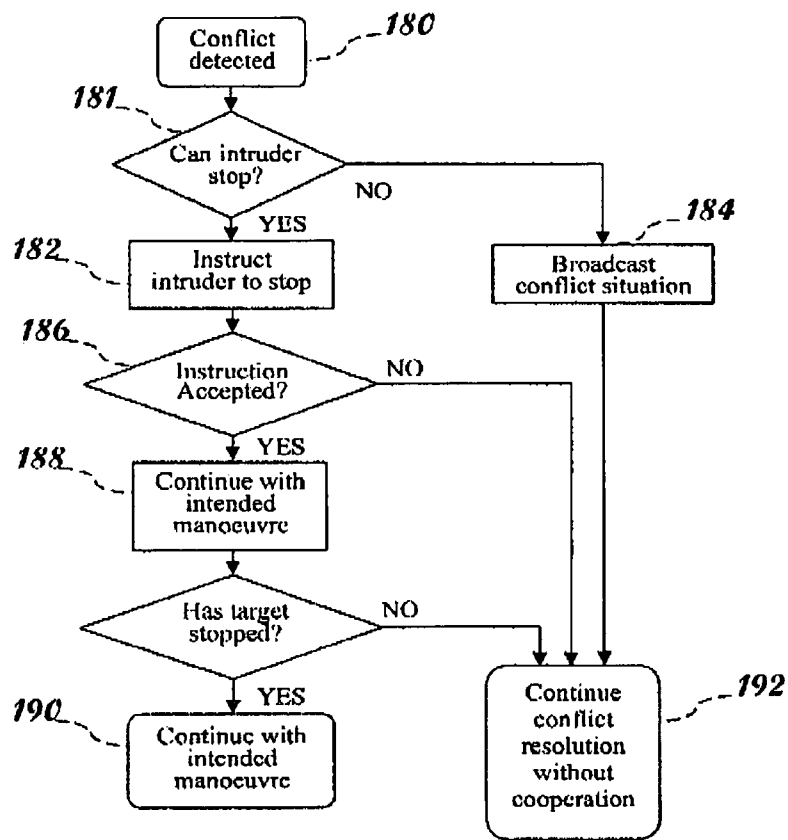 Conflict
detected
180
181
Can intruder
stop?
NO
YES
182
Instruct
intruder to stop
184
Broadcast
conflict situation
186
Instruction
Accepted?
NO
YES
188
Continue with
intended
manoeuvre
Has target
stopped?
NO
YES
190
Continue with
intended
manoeuvre
Continue
conflict
resolution
without
cooperation
192